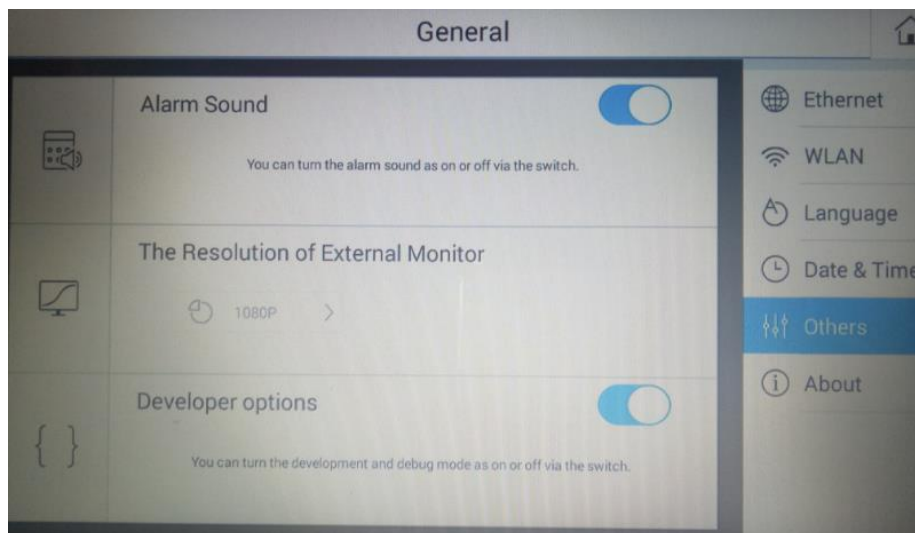 General
Alarm Sound
You can turn the alarm sound as on or off via the switch.
The Resolution of External Monitor
1080P
Developer options
You can turn the development and debug mode as on or off via the switch.
Ethernet
WLAN
Language
Date & Time
Others
About